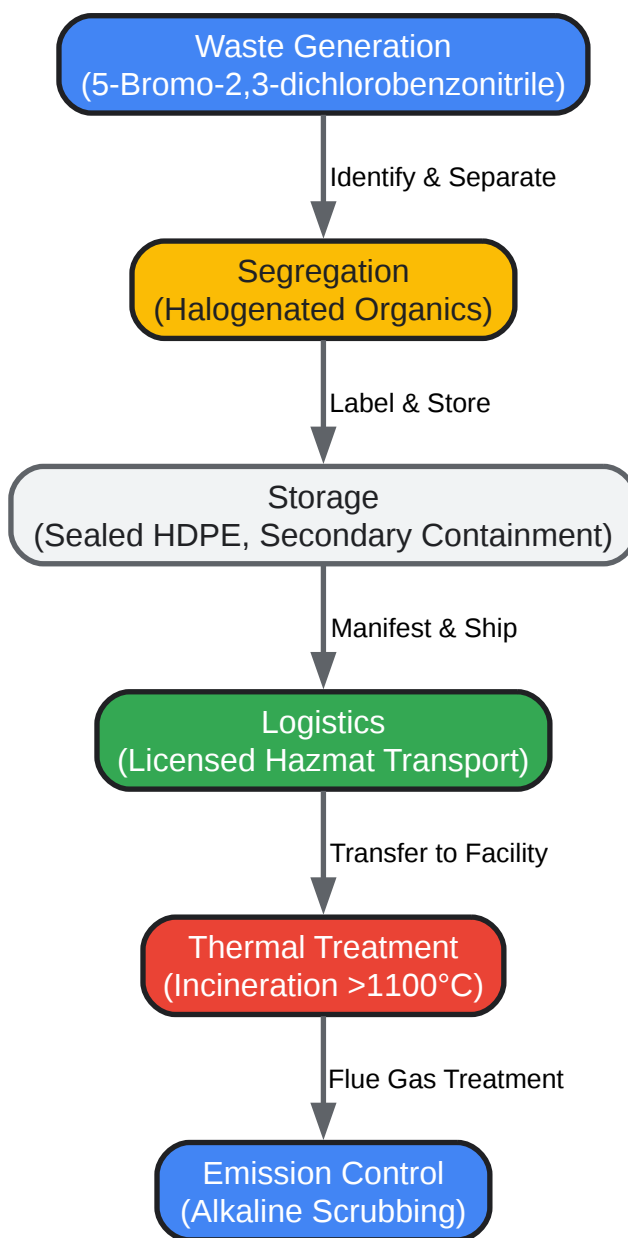 Waste Generation
(5-Bromo-2,3-dichlorobenzonitrile)
Identify & Separate
Segregation
(Halogenated Organics)
Label & Store
Storage
(Sealed HDPE, Secondary Containment)
Manifest & Ship
Logistics
(Licensed Hazmat Transport)
Transfer to Facility
Thermal Treatment
(Incineration >1100°C)
Flue Gas Treatment
Emission Control
(Alkaline Scrubbing)